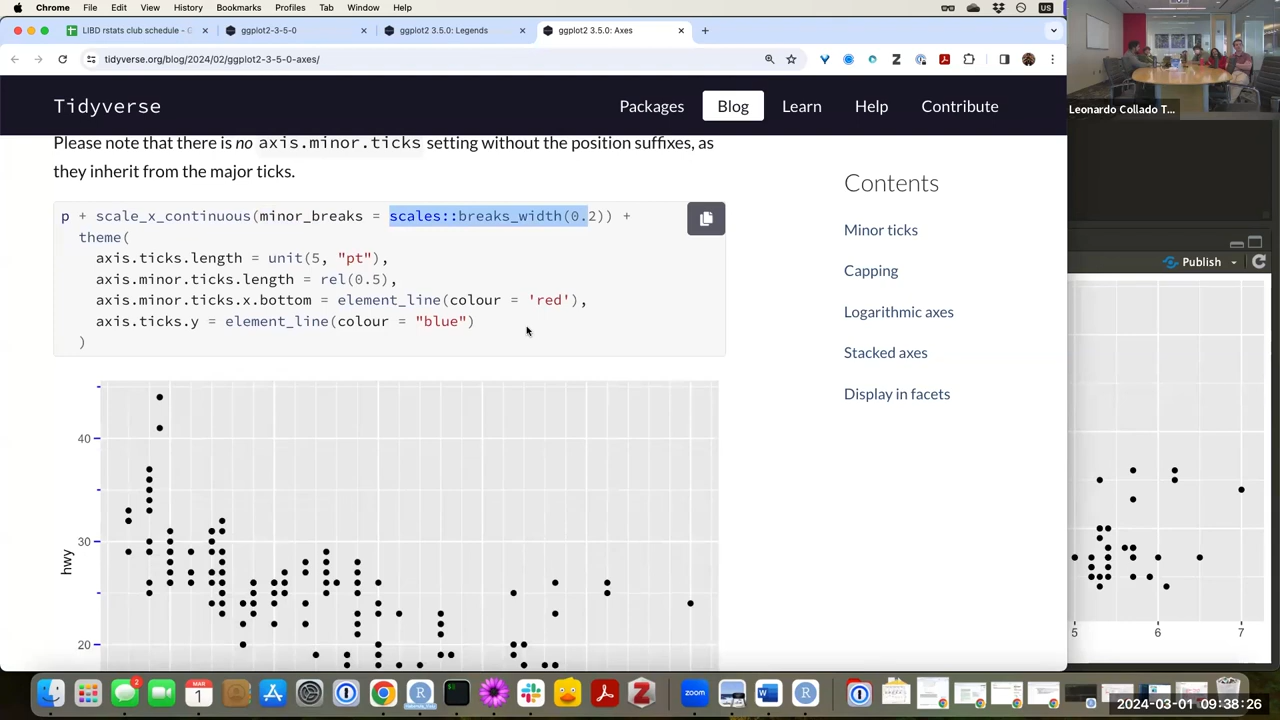 Chrome File Edit View History Bookmarks Profiles Tab Window Help US
LIBD rstats club schedule - G
ggplot2-3-5-0
ggplot2 3.5.0: Legends
ggplot2 3.5.0: Axes
tidyverse.org/blog/2024/02/ggplot2-3-5-0-axes/
Leonardo Collado T...
Tidyverse
Packages Blog Learn Help Contribute
Please note that there is no axis.minor.ticks setting without the position suffixes, as
they inherit from the major ticks.
p + scale_x_continuous(minor_breaks = scales::breaks_width(0.2)) +
theme(
axis.ticks.length = unit(5, "pt"),
axis.minor.ticks.length = rel(0.5),
axis.minor.ticks.x.bottom = element_line(colour = 'red'),
axis.ticks.y = element_line(colour = "blue")
)
Contents
Minor ticks
Capping
Logarithmic axes
Stacked axes
Display in facets
Publish
40
30
hwy
20
5 6 7
MAR
1
2
zoom
2024-03-01 09:38:26